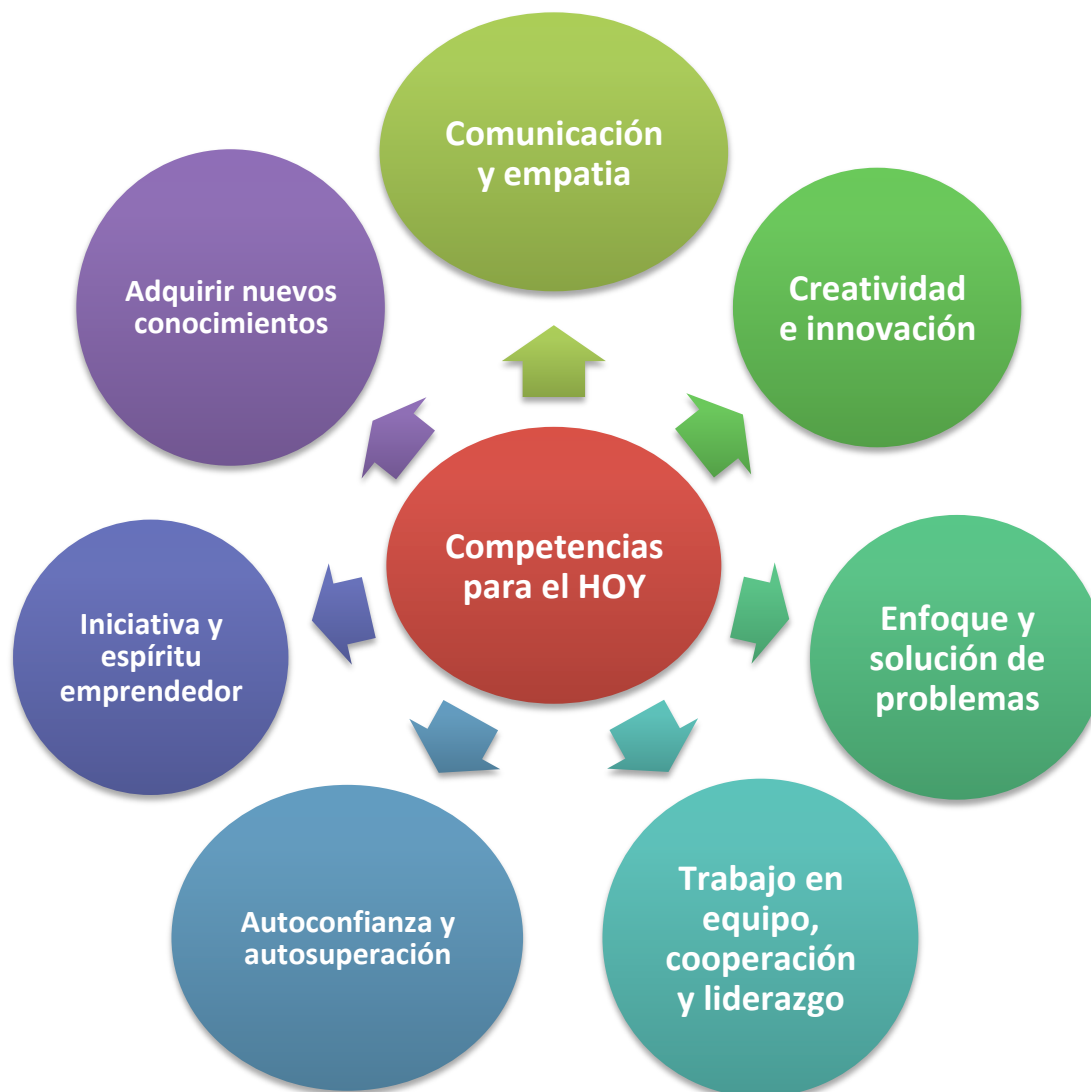 Comunicación
y empatia
Creatividad
e innovación
Enfoque y
solución de
problemas
Trabajo en
equipo,
cooperación
y liderazgo
Autoconfianza y
autosuperación
Iniciativa y
espíritu
emprendedor
Adquirir nuevos
conocimientos
Competencias
para el HOY